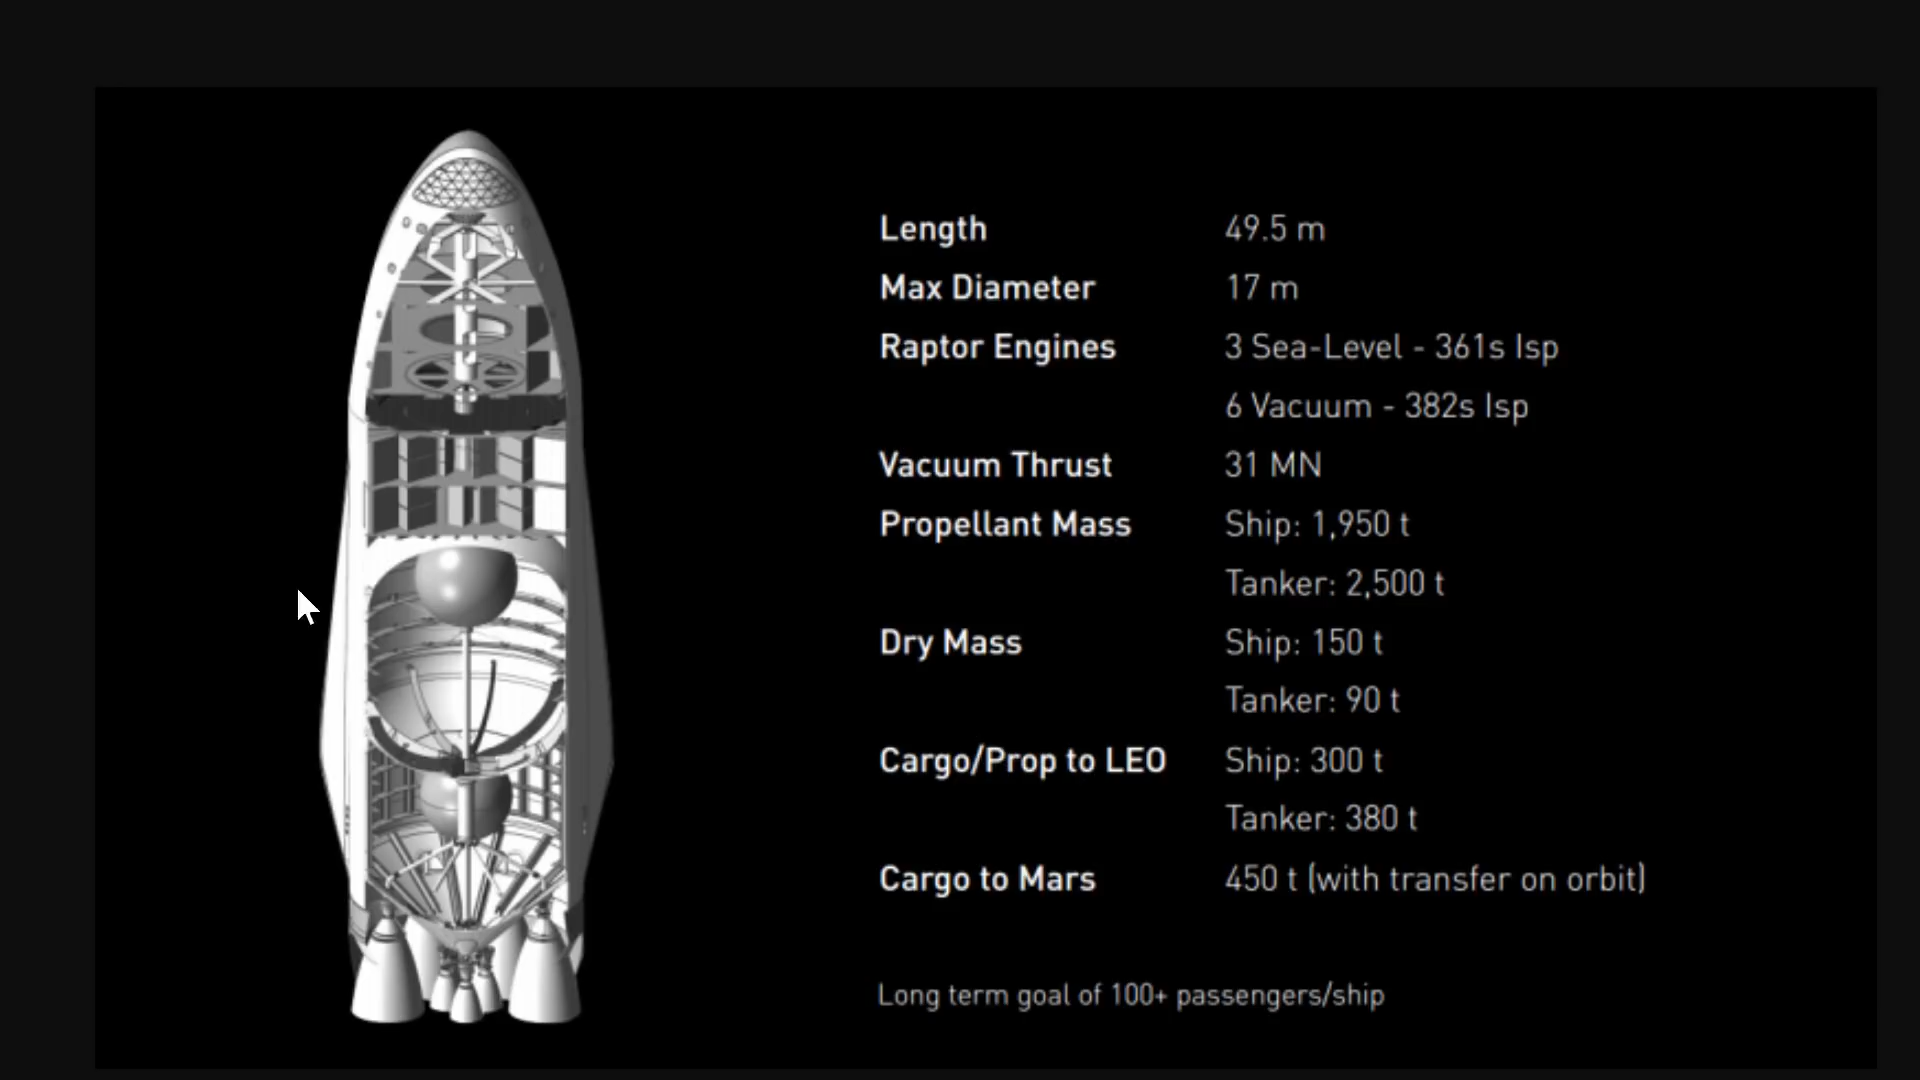 Length 49.5 m
Max Diameter 17 m
Raptor Engines 3 Sea-Level - 361s Isp
6 Vacuum - 382s Isp
Vacuum Thrust 31 MN
Propellant Mass Ship: 1,950 t
Tanker: 2,500 t
Dry Mass Ship: 150 t
Tanker: 90 t
Cargo/Prop to LEO Ship: 300 t
Tanker: 380 t
Cargo to Mars 450 t (with transfer on orbit)
Long term goal of 100+ passengers/ship